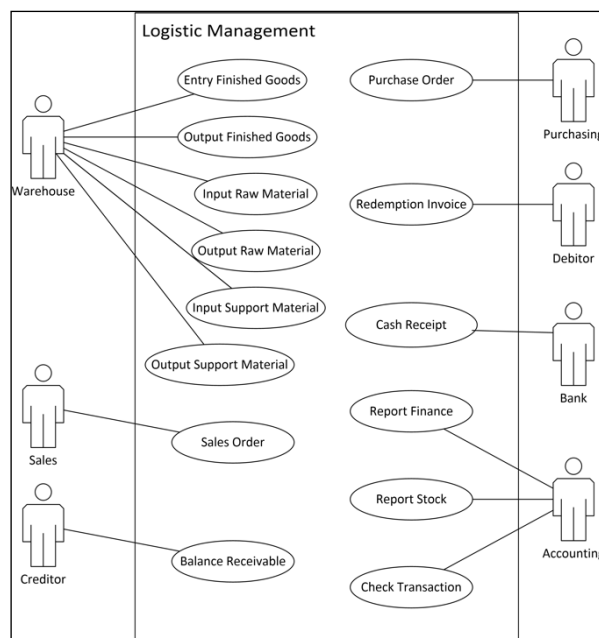 Logistic Management
Entry Finished Goods
Purchase Order
Purchasing
Output Finished Goods
Warehouse
Input Raw Material
Redemption Invoice
Output Raw Material
Debitor
Input Support Material
Cash Receipt
Output Support Material
Bank
Report Finance
Sales
Sales Order
Report Stock
Creditor
Balance Receivable
Accounting
Check Transaction